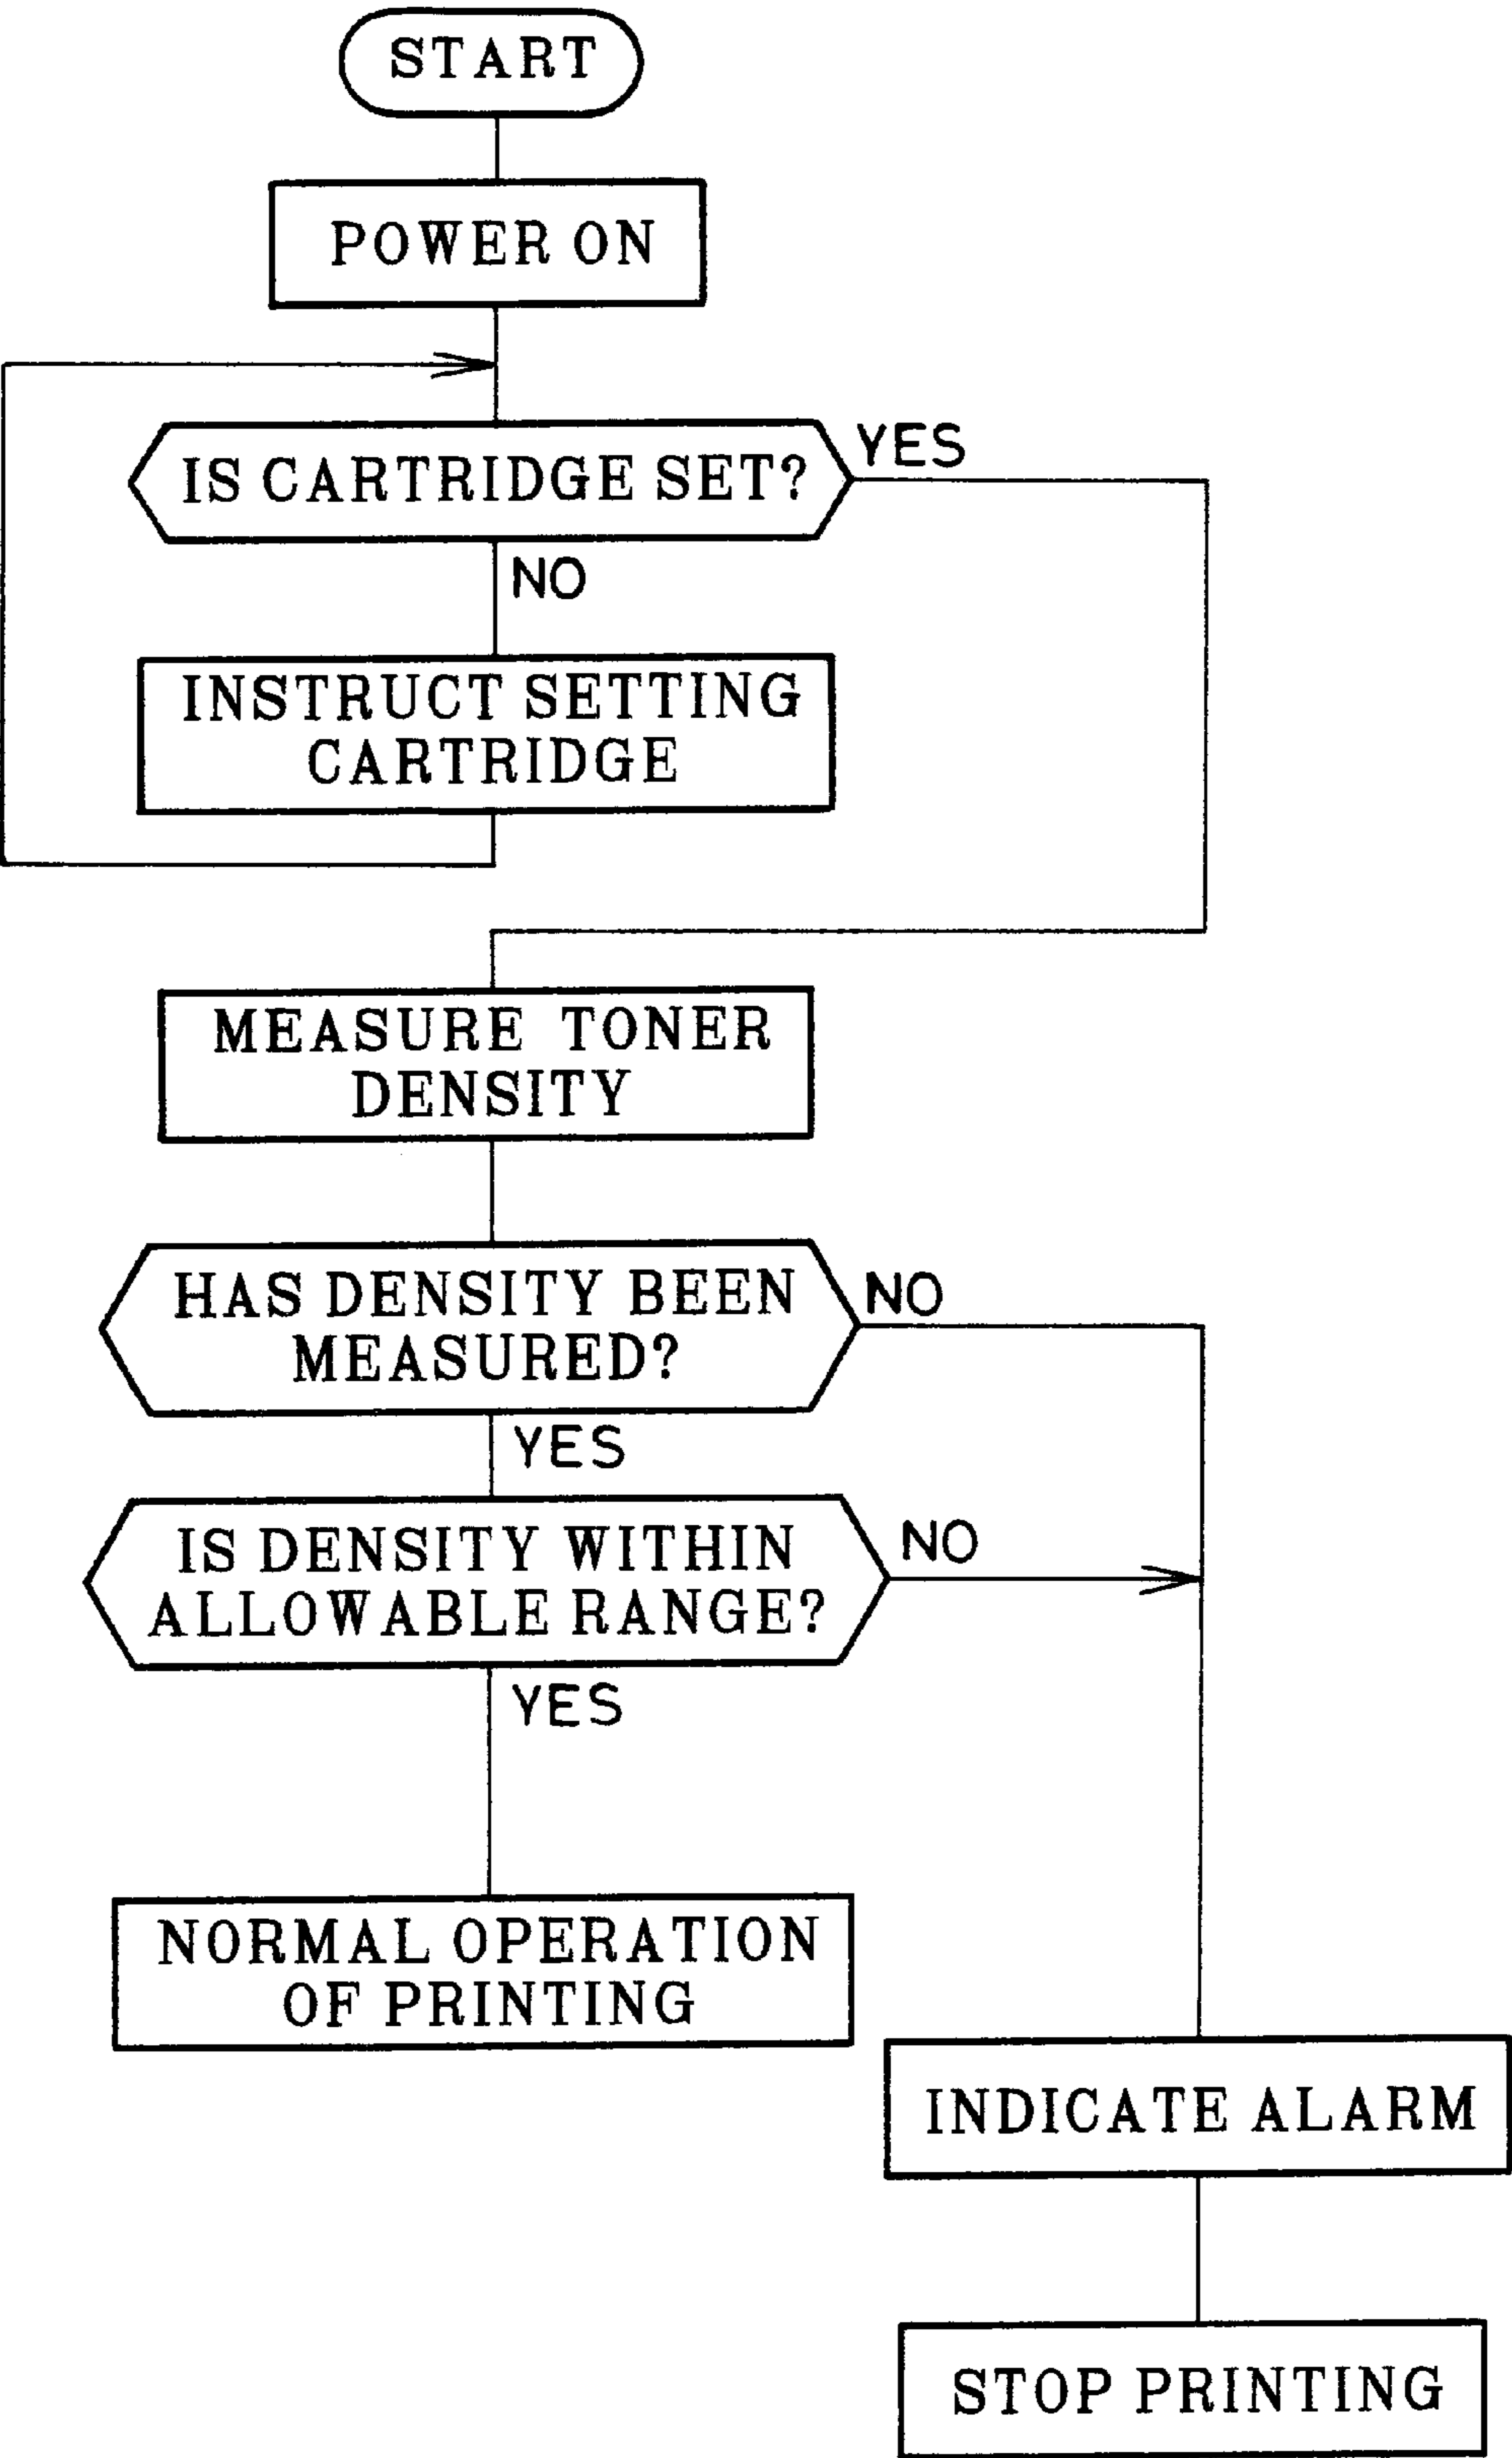 START
POWER ON
IS CARTRIDGE SET?
YES
NO
INSTRUCT SETTING
CARTRIDGE
MEASURE TONER
DENSITY
HAS DENSITY BEEN
MEASURED?
NO
YES
IS DENSITY WITHIN
ALLOWABLE RANGE?
NO
YES
NORMAL OPERATION
OF PRINTING
INDICATE ALARM
STOP PRINTING